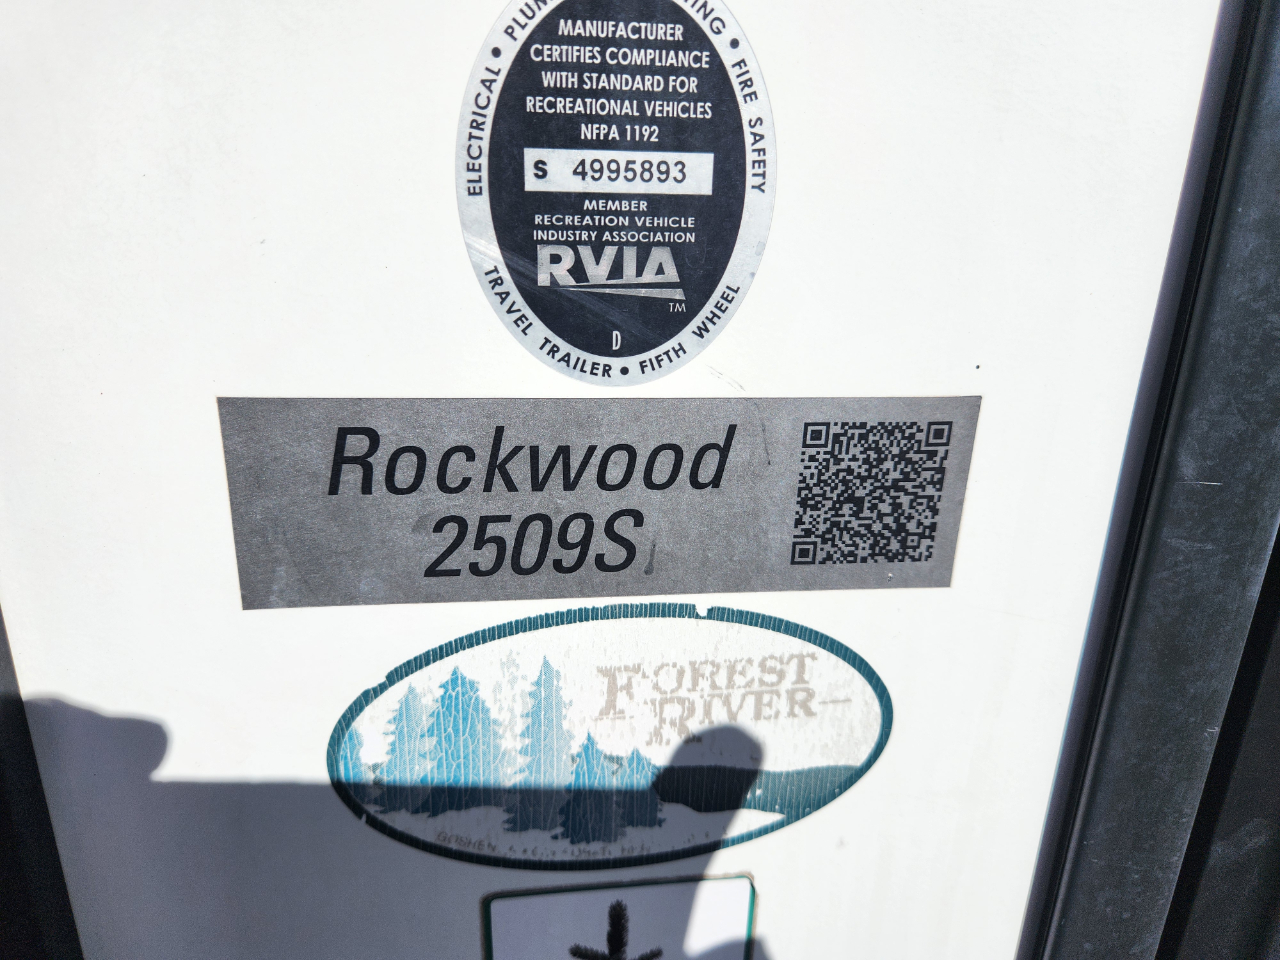 ELECTRICAL •
• FIRE SAFETY
MANUFACTURER
CERTIFIES COMPLIANCE
WITH STANDARD FOR
RECREATIONAL VEHICLES
NFPA 1192
S 4995893
MEMBER
RECREATION VEHICLE
INDUSTRY ASSOCIATION
RVIA
TM
D
TRAVEL TRAILER • FIFTH WHEEL
Rockwood
2509S
FOREST
RIVER